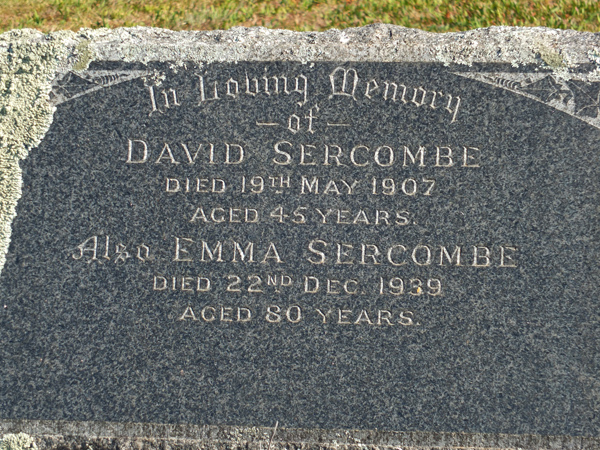 In Loving Memory
— of —
DAVID SERCOMBE
DIED 19TH MAY 1907
AGED 45 YEARS.
Also EMMA SERCOMBE
DIED 22ND DEC. 1939
AGED 80 YEARS.